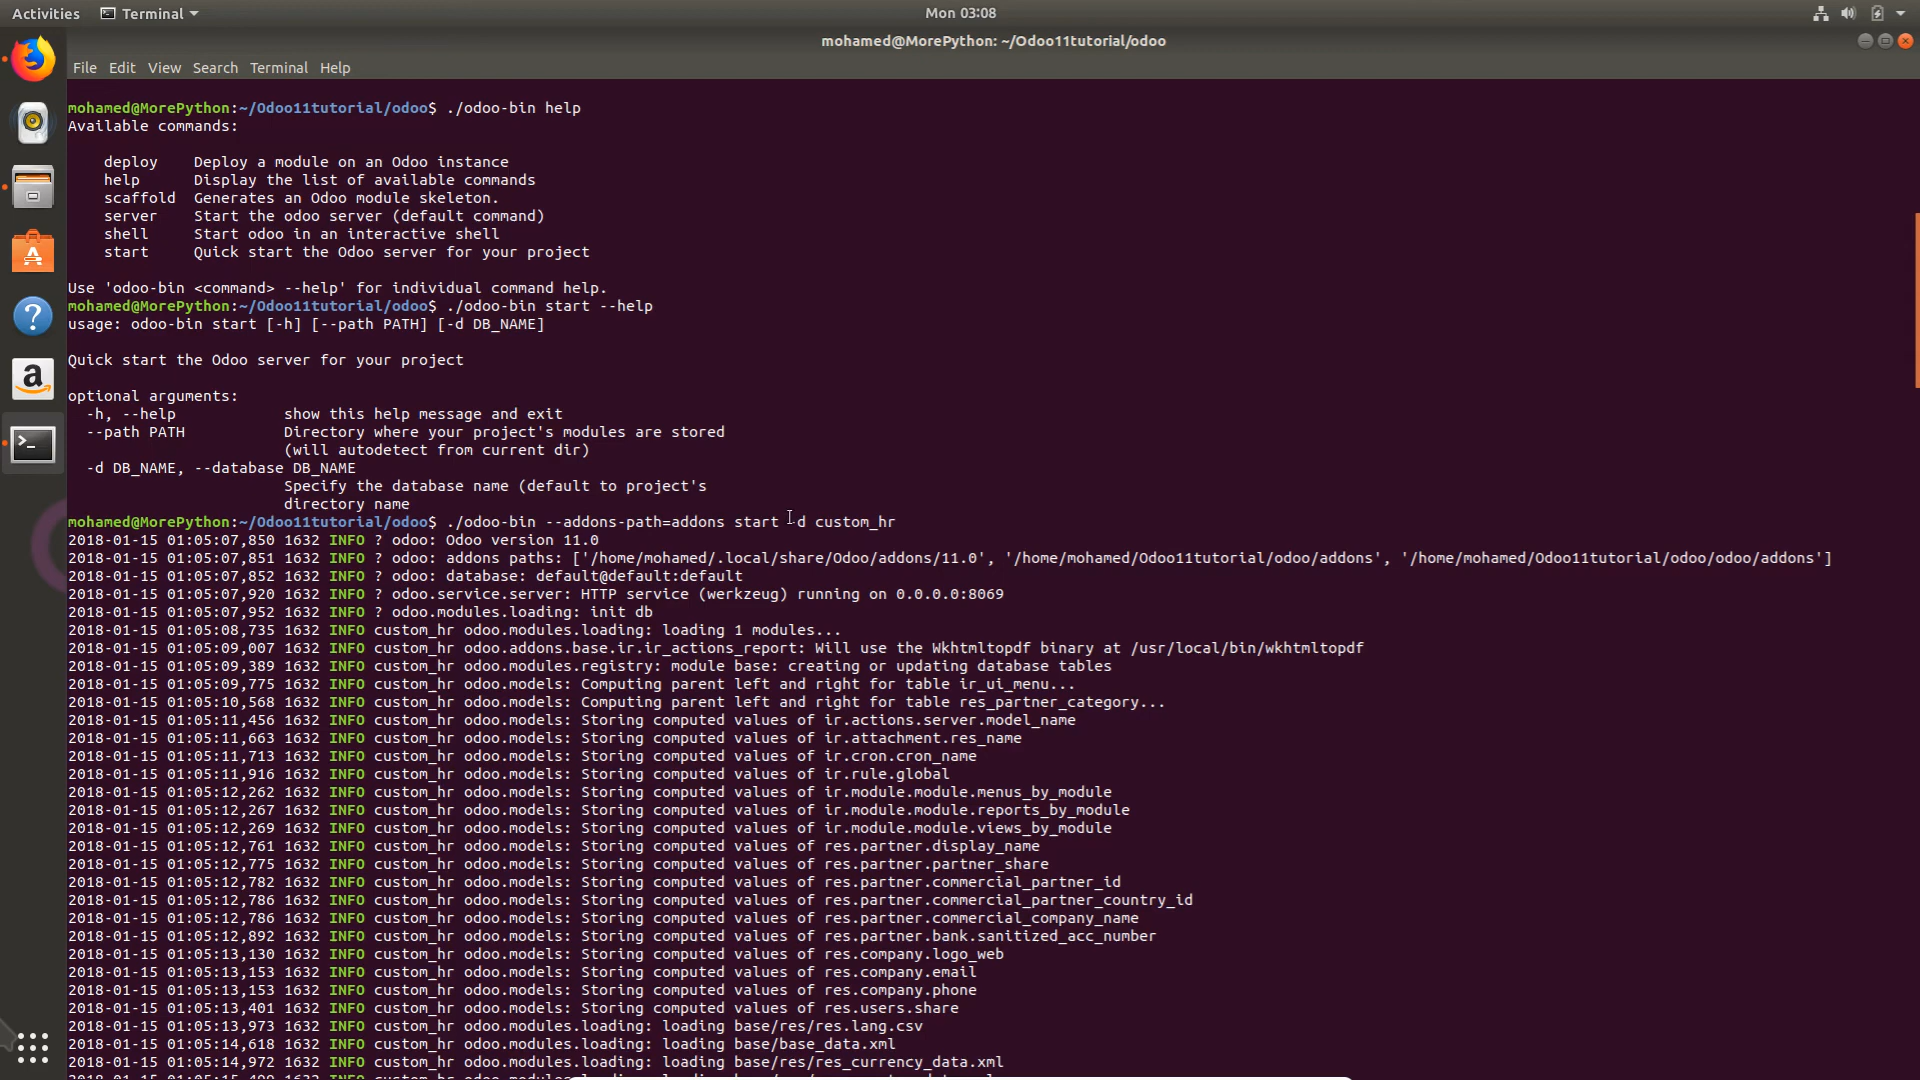 Activities Terminal Mon 03:08
mohamed@MorePython: ~/Odoo11tutorial/odoo
File Edit View Search Terminal Help
mohamed@MorePython:~/Odoo11tutorial/odoo$ ./odoo-bin help
Available commands:
deploy Deploy a module on an Odoo instance
help Display the list of available commands
scaffold Generates an Odoo module skeleton.
server Start the odoo server (default command)
shell Start odoo in an interactive shell
start Quick start the Odoo server for your project
Use 'odoo-bin <command> --help' for individual command help.
mohamed@MorePython:~/Odoo11tutorial/odoo$ ./odoo-bin start --help
usage: odoo-bin start [-h] [--path PATH] [-d DB_NAME]
Quick start the Odoo server for your project
optional arguments:
-h, --help show this help message and exit
--path PATH Directory where your project's modules are stored
(will autodetect from current dir)
-d DB_NAME, --database DB_NAME
Specify the database name (default to project's
directory name
mohamed@MorePython:~/Odoo11tutorial/odoo$ ./odoo-bin --addons-path=addons start -d custom_hr
2018-01-15 01:05:07,850 1632 INFO ? odoo: Odoo version 11.0
2018-01-15 01:05:07,851 1632 INFO ? odoo: addons paths: ['/home/mohamed/.local/share/Odoo/addons/11.0', '/home/mohamed/Odoo11tutorial/odoo/addons', '/home/mohamed/Odoo11tutorial/odoo/odoo/addons']
2018-01-15 01:05:07,852 1632 INFO ? odoo: database: default@default:default
2018-01-15 01:05:07,920 1632 INFO ? odoo.service.server: HTTP service (werkzeug) running on 0.0.0.0:8069
2018-01-15 01:05:07,952 1632 INFO ? odoo.modules.loading: init db
2018-01-15 01:05:08,735 1632 INFO custom_hr odoo.modules.loading: loading 1 modules...
2018-01-15 01:05:09,007 1632 INFO custom_hr odoo.addons.base.ir.ir_actions_report: Will use the Wkhtmltopdf binary at /usr/local/bin/wkhtmltopdf
2018-01-15 01:05:09,389 1632 INFO custom_hr odoo.modules.registry: module base: creating or updating database tables
2018-01-15 01:05:09,775 1632 INFO custom_hr odoo.models: Computing parent left and right for table ir_ui_menu...
2018-01-15 01:05:10,568 1632 INFO custom_hr odoo.models: Computing parent left and right for table res_partner_category...
2018-01-15 01:05:11,456 1632 INFO custom_hr odoo.models: Storing computed values of ir.actions.server.model_name
2018-01-15 01:05:11,663 1632 INFO custom_hr odoo.models: Storing computed values of ir.attachment.res_name
2018-01-15 01:05:11,713 1632 INFO custom_hr odoo.models: Storing computed values of ir.cron.cron_name
2018-01-15 01:05:11,916 1632 INFO custom_hr odoo.models: Storing computed values of ir.rule.global
2018-01-15 01:05:12,262 1632 INFO custom_hr odoo.models: Storing computed values of ir.module.module.menus_by_module
2018-01-15 01:05:12,267 1632 INFO custom_hr odoo.models: Storing computed values of ir.module.module.reports_by_module
2018-01-15 01:05:12,269 1632 INFO custom_hr odoo.models: Storing computed values of ir.module.module.views_by_module
2018-01-15 01:05:12,761 1632 INFO custom_hr odoo.models: Storing computed values of res.partner.display_name
2018-01-15 01:05:12,775 1632 INFO custom_hr odoo.models: Storing computed values of res.partner.partner_share
2018-01-15 01:05:12,782 1632 INFO custom_hr odoo.models: Storing computed values of res.partner.commercial_partner_id
2018-01-15 01:05:12,786 1632 INFO custom_hr odoo.models: Storing computed values of res.partner.commercial_partner_country_id
2018-01-15 01:05:12,786 1632 INFO custom_hr odoo.models: Storing computed values of res.partner.commercial_company_name
2018-01-15 01:05:12,892 1632 INFO custom_hr odoo.models: Storing computed values of res.partner.bank.sanitized_acc_number
2018-01-15 01:05:13,130 1632 INFO custom_hr odoo.models: Storing computed values of res.company.logo_web
2018-01-15 01:05:13,153 1632 INFO custom_hr odoo.models: Storing computed values of res.company.email
2018-01-15 01:05:13,153 1632 INFO custom_hr odoo.models: Storing computed values of res.company.phone
2018-01-15 01:05:13,401 1632 INFO custom_hr odoo.models: Storing computed values of res.users.share
2018-01-15 01:05:13,973 1632 INFO custom_hr odoo.modules.loading: loading base/res/res.lang.csv
2018-01-15 01:05:14,618 1632 INFO custom_hr odoo.modules.loading: loading base/base_data.xml
2018-01-15 01:05:14,972 1632 INFO custom_hr odoo.modules.loading: loading base/res/res_currency_data.xml